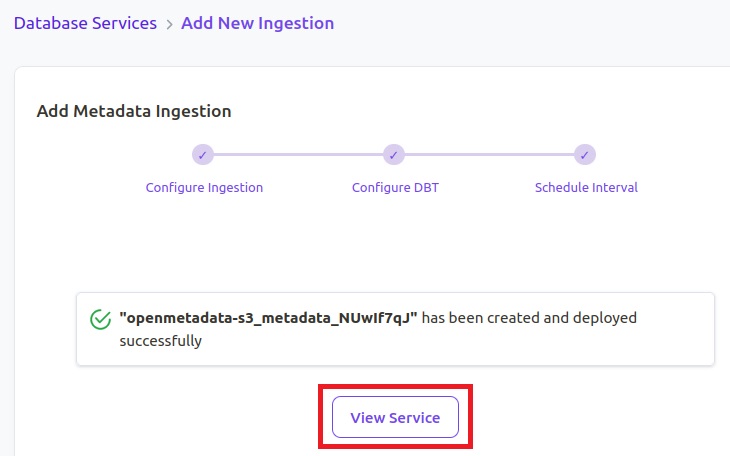 Database Services > Add New Ingestion
Add Metadata Ingestion
Configure Ingestion Configure DBT Schedule Interval
"openmetadata-s3_metadata_NUwIf7qJ" has been created and deployed
successfully
View Service